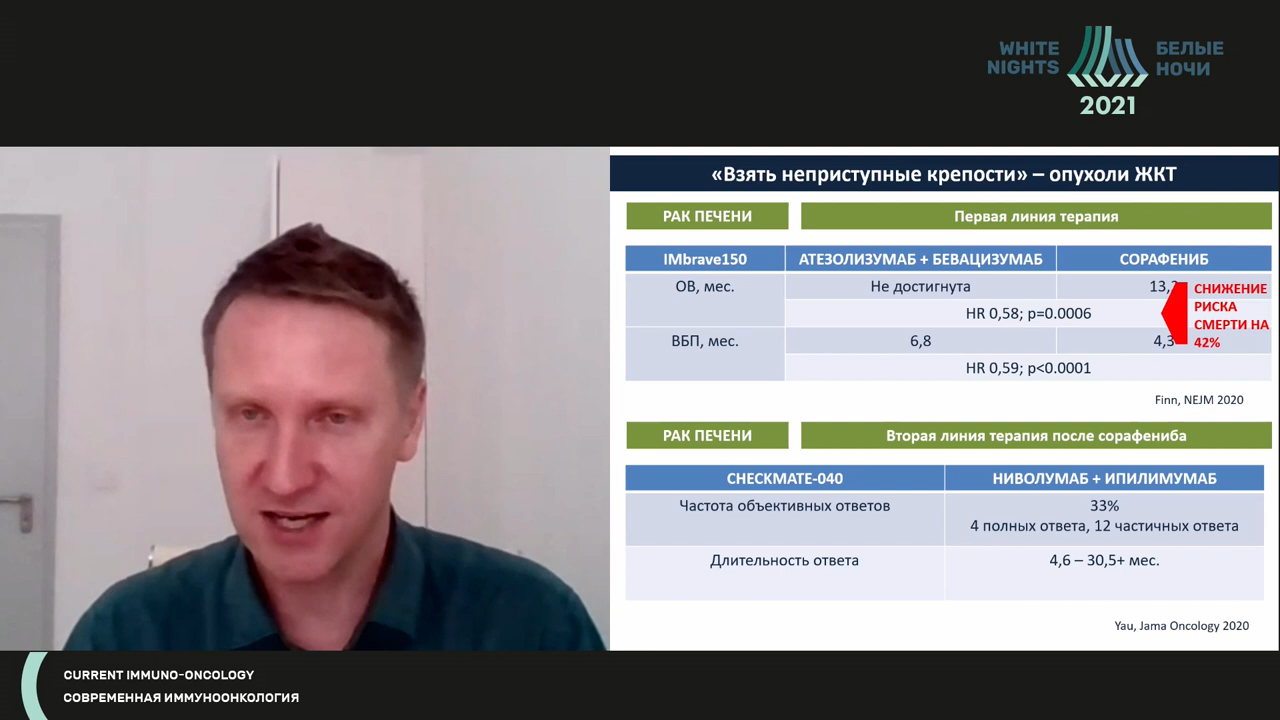 WHITE
NIGHTS
БЕЛЫЕ
НОЧИ
2021
«Взять неприступные крепости» – опухоли ЖКТ
РАК ПЕЧЕНИ
Первая линия терапия
IMbrave150
АТЕЗОЛИЗУМАБ + БЕВАЦИЗУМАБ
СОРАФЕНИБ
ОВ, мес.
Не достигнута
HR 0,58; p=0.0006
СНИЖЕНИЕ
РИСКА
СМЕРТИ НА
42%
ВБП, мес.
6,8
4,3
HR 0,59; p<0.0001
Finn, NEJM 2020
РАК ПЕЧЕНИ
Вторая линия терапия после сорафениба
CHECKMATE-040
НИВОЛУМАБ + ИПИЛИМУМАБ
Частота объективных ответов
33%
4 полных ответа, 12 частичных ответа
Длительность ответа
4,6 – 30,5+ мес.
Yau, Jama Oncology 2020
CURRENT IMMUNO-ONCOLOGY
СОВРЕМЕННАЯ ИММУНООНКОЛОГИЯ